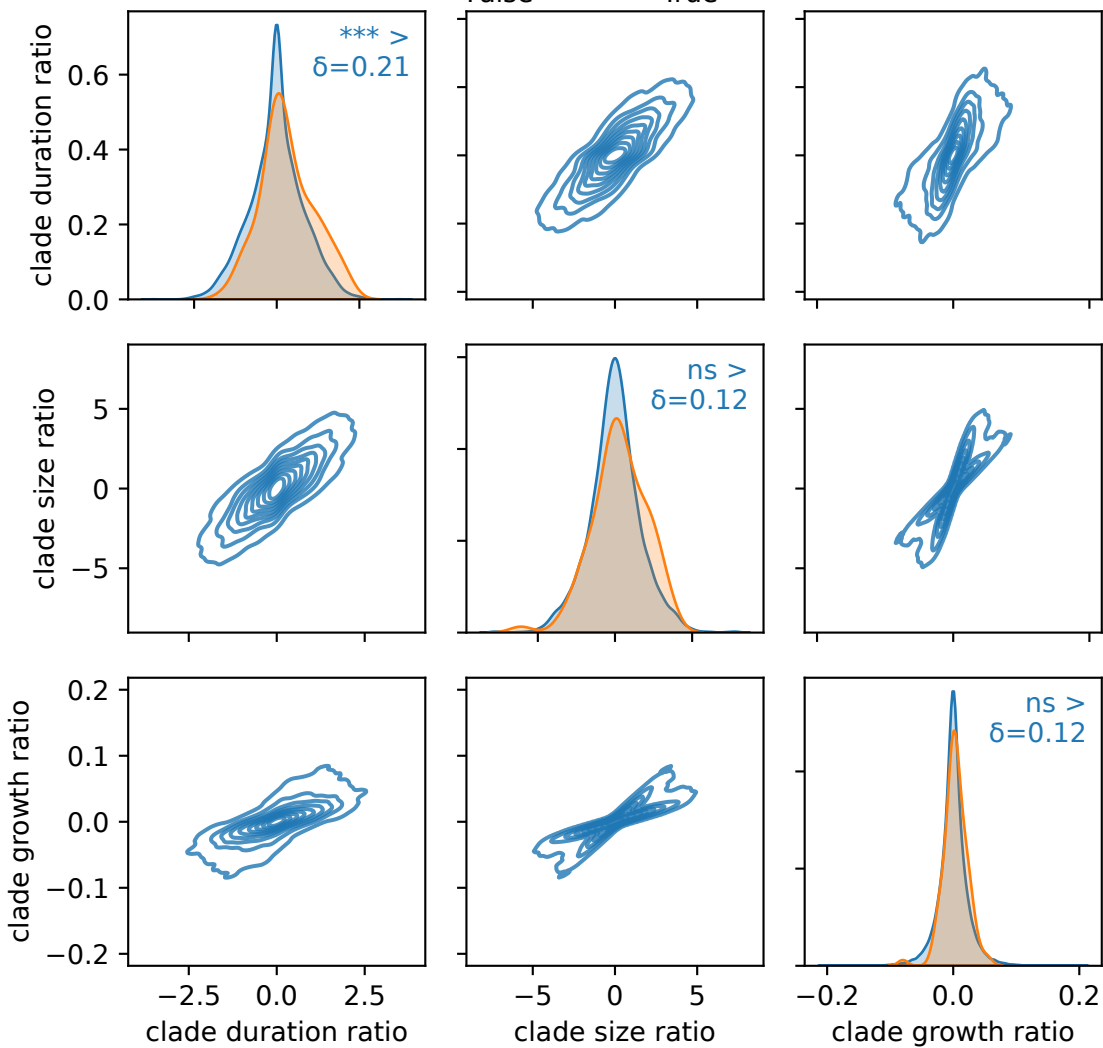 clade duration ratio
0.6
0.4
0.2
0.0
*** >
δ=0.21
clade size ratio
5
0
−5
ns >
δ=0.12
clade growth ratio
0.2
0.1
0.0
−0.1
−0.2
ns >
δ=0.12
−2.5 0.0 2.5
−5 0 5
−0.2 0.0 0.2
clade duration ratio
clade size ratio
clade growth ratio